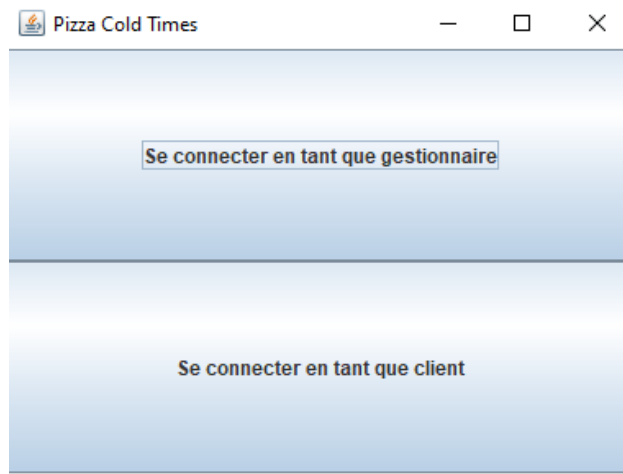 Pizza Cold Times
Se connecter en tant que gestionnaire
Se connecter en tant que client